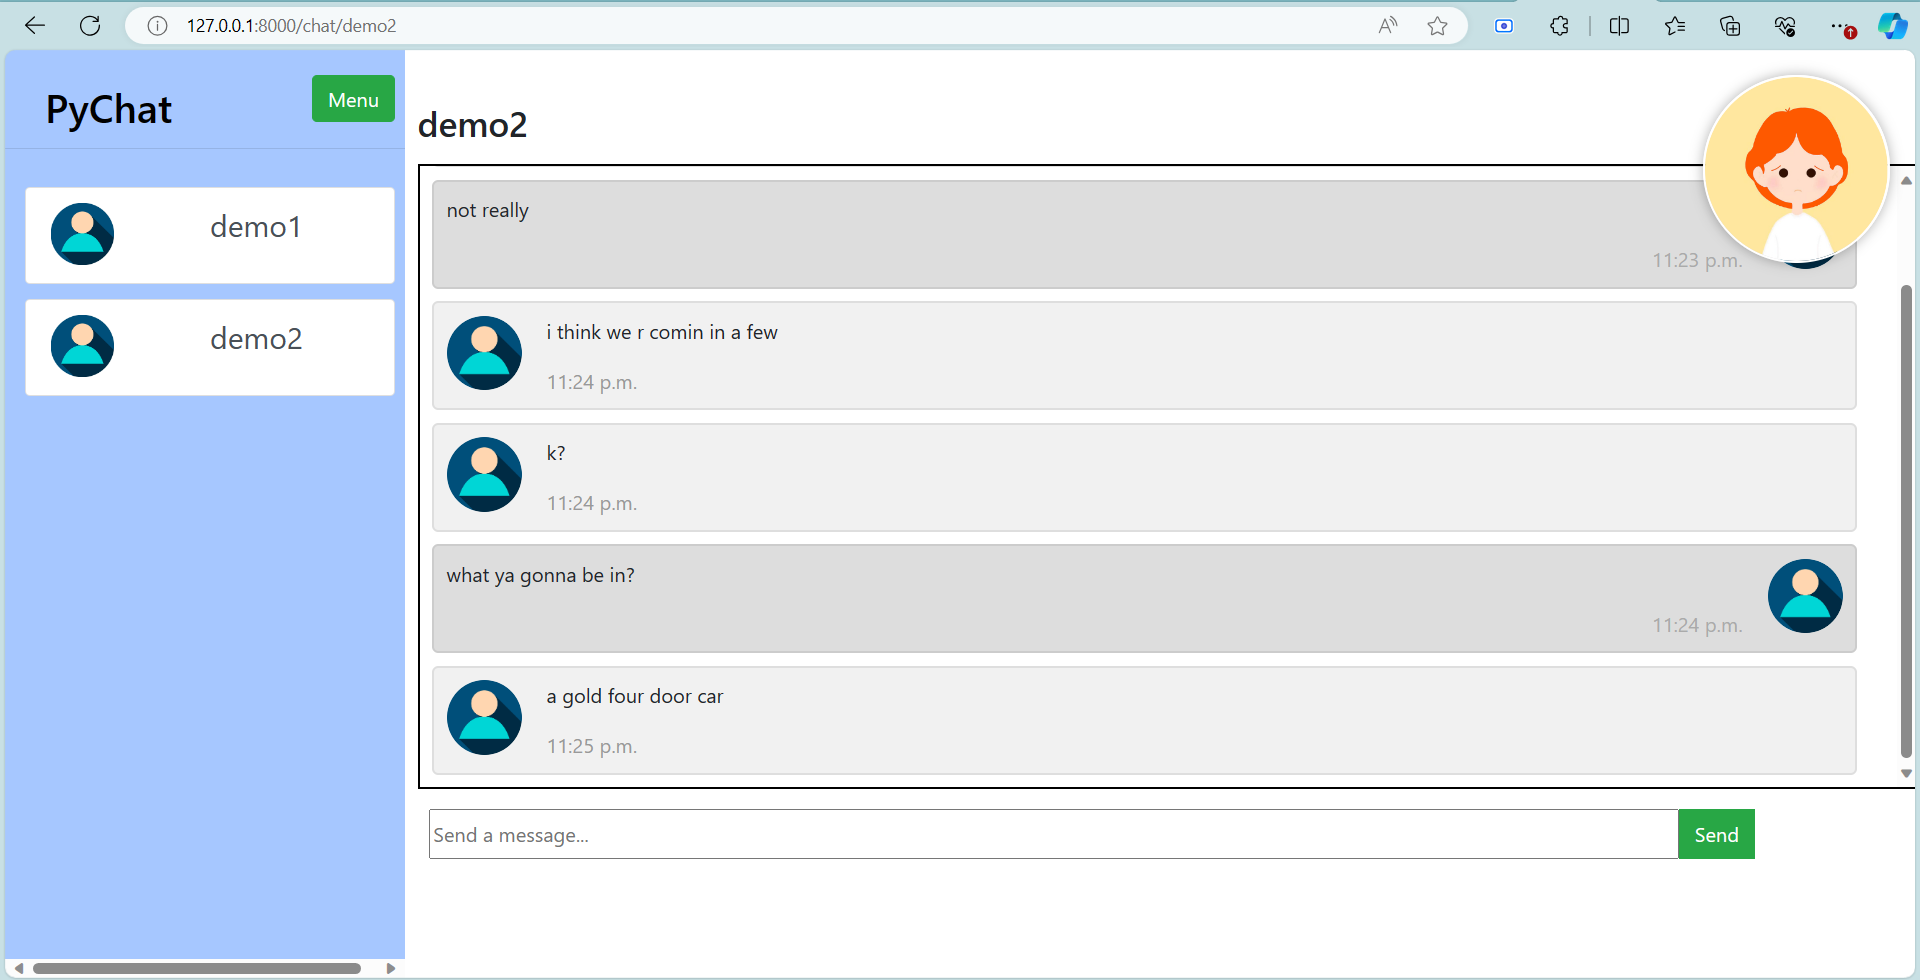 127.0.0.1:8000/chat/demo2
PyChat
Menu
demo1
demo2
demo2
not really
11:23 p.m.
i think we r comin in a few
11:24 p.m.
k?
11:24 p.m.
what ya gonna be in?
11:24 p.m.
a gold four door car
11:25 p.m.
Send a message...
Send